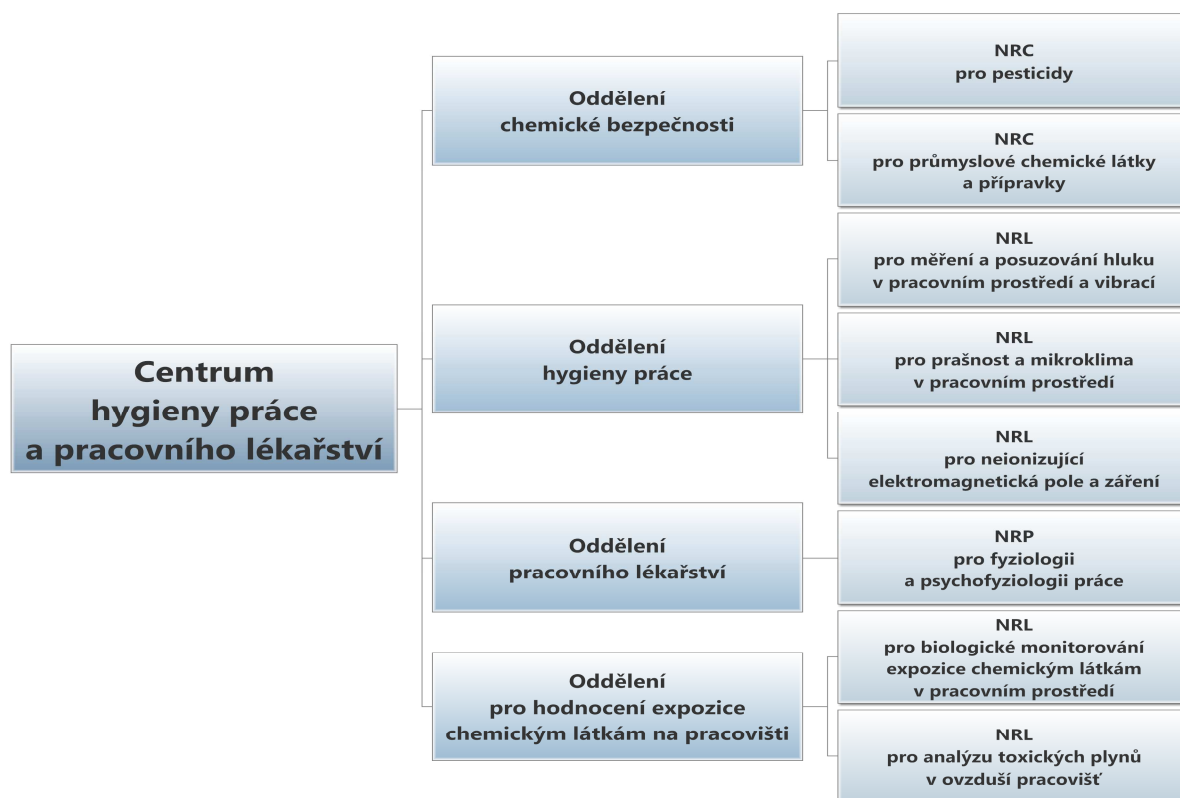 Centrum
hygieny práce
a pracovního lékařství
Oddělení
chemické bezpečnosti
NRC
pro pesticidy
NRC
pro průmyslové chemické látky
a přípravky
Oddělení
hygieny práce
NRL
pro měření a posuzování hluku
v pracovním prostředí a vibrací
NRL
pro prašnost a mikroklima
v pracovním prostředí
NRL
pro neionizující
elektromagnetická pole a záření
Oddělení
pracovního lékařství
NRP
pro fyziologii
a psychofyziologii práce
Oddělení
pro hodnocení expozice
chemickým látkám na pracovišti
NRL
pro biologické monitorování
expozice chemickým látkám
v pracovním prostředí
NRL
pro analýzu toxických plynů
v ovzduší pracovišť